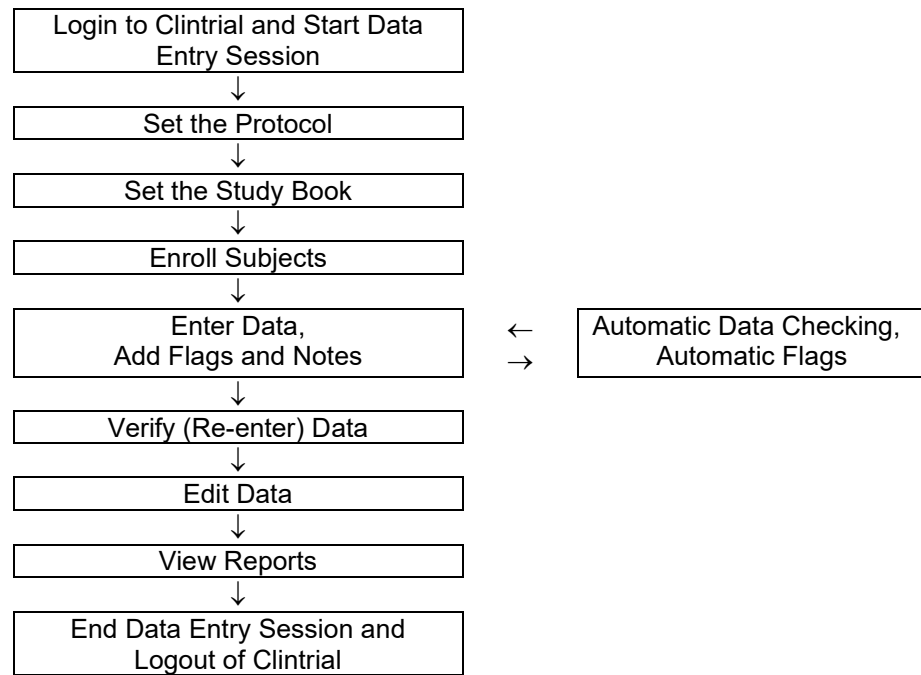 Login to Clintrial and Start Data
Entry Session
↓
Set the Protocol
↓
Set the Study Book
↓
Enroll Subjects
↓
Enter Data,
Add Flags and Notes
←
→
Automatic Data Checking,
Automatic Flags
↓
Verify (Re-enter) Data
↓
Edit Data
↓
View Reports
↓
End Data Entry Session and
Logout of Clintrial